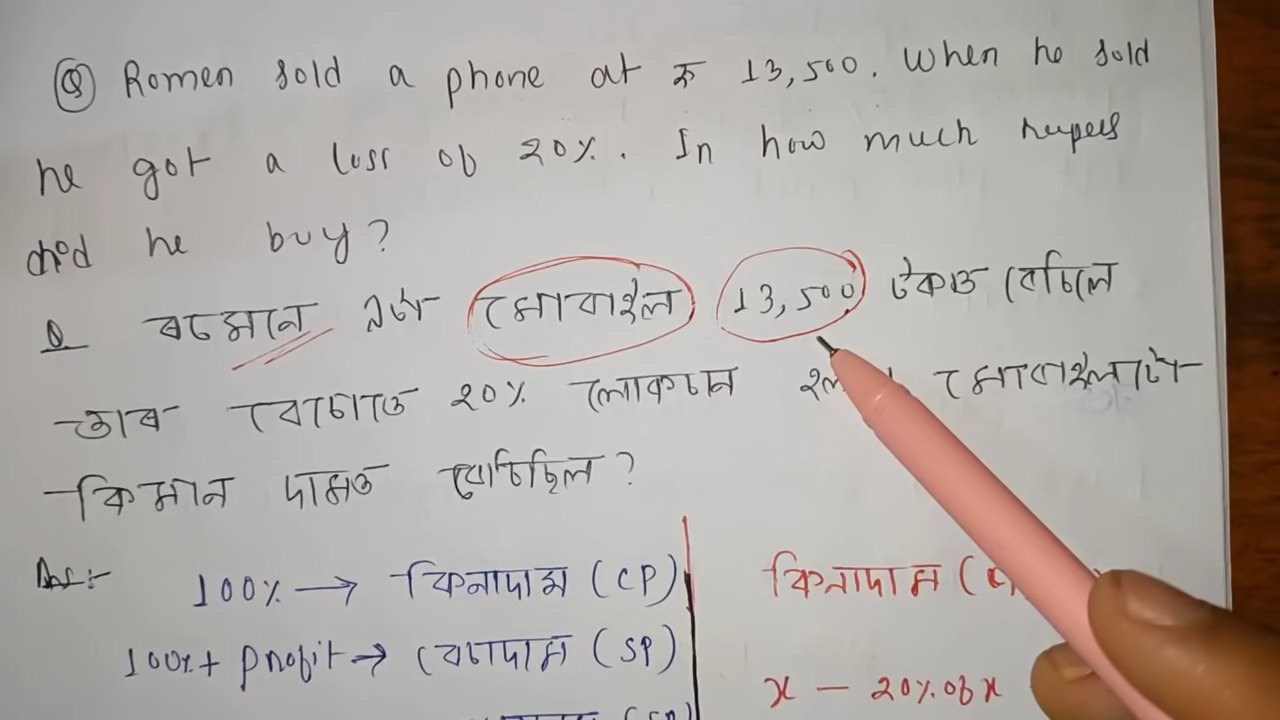 Q Romen sold a phone at ₹ 13,500. When he sold
he got a loss of 20%. In how much rupees
did he buy?
Q ৰমেনে এটা মোবাইল 13,500 টকাত বেচিলে
তাৰ বেচোতে 20% লোকচান মোবাইলটো
কিমান দামত বেচিছিল?
Ans:- 100% → কিনাদাম (CP)
100% + profit → বেচাদাম (SP)
কিনাদাম
x - 20% of x